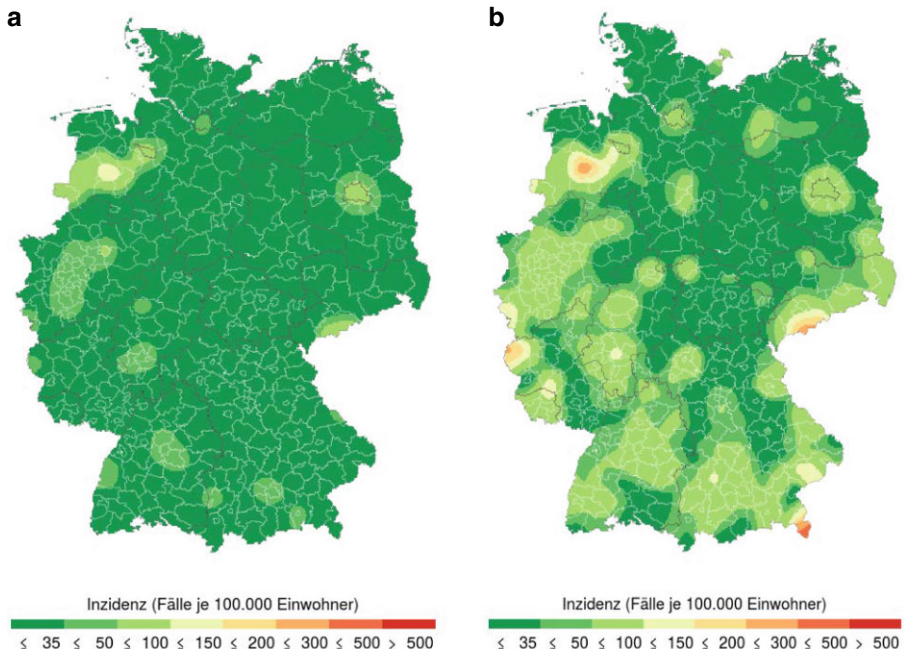 a
b
Inzidenz (Fälle je 100.000 Einwohner)
≤ 35 ≤ 50 ≤ 100 ≤ 150 ≤ 200 ≤ 300 ≤ 500 > 500
Inzidenz (Fälle je 100.000 Einwohner)
≤ 35 ≤ 50 ≤ 100 ≤ 150 ≤ 200 ≤ 300 ≤ 500 > 500